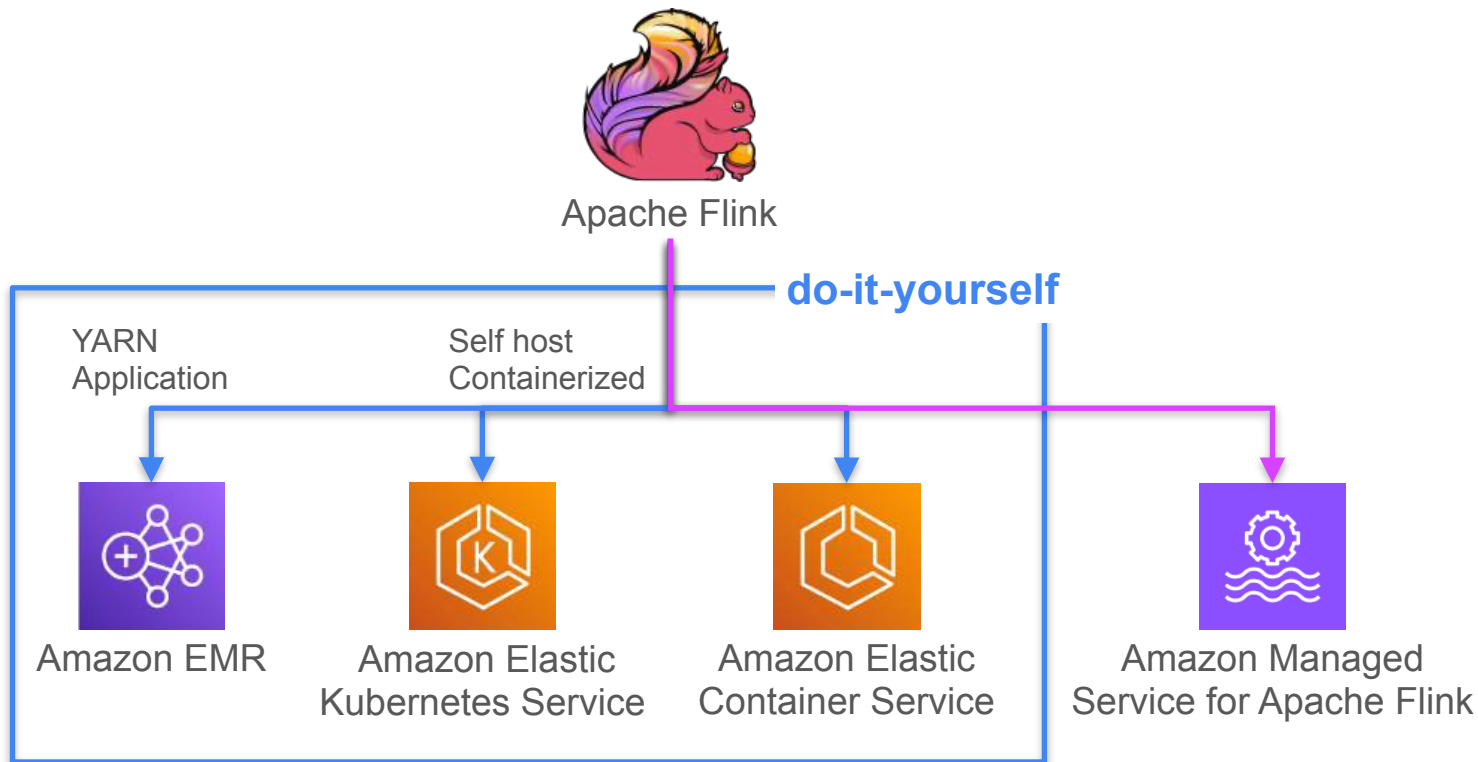 Apache Flink
do-it-yourself
YARN
Application
Self host
Containerized
K
Amazon EMR
Amazon Elastic
Kubernetes Service
Amazon Elastic
Container Service
Amazon Managed
Service for Apache Flink